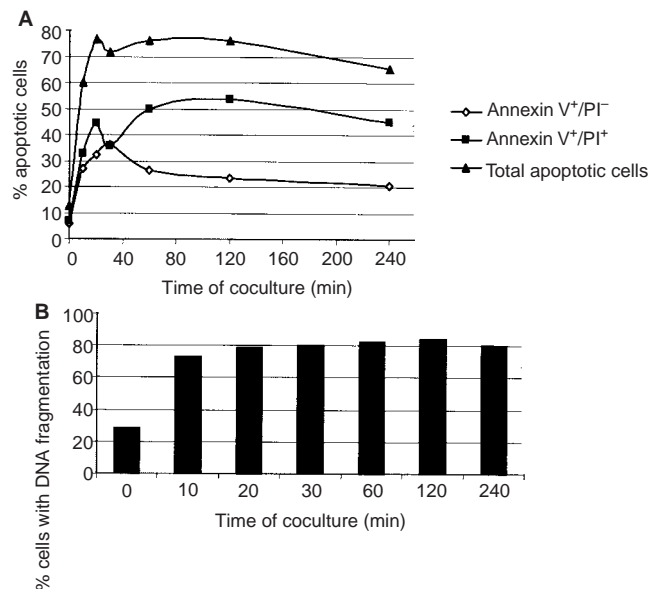 A
80
70
60
50
40
30
20
10
0
% apoptotic cells
0 40 80 120 160 200 240
Time of coculture (min)
Annexin V⁺/PI⁻
Annexin V⁺/PI⁺
Total apoptotic cells
B
100
80
60
40
20
0
% cells with DNA fragmentation
0 10 20 30 60 120 240
Time of coculture (min)